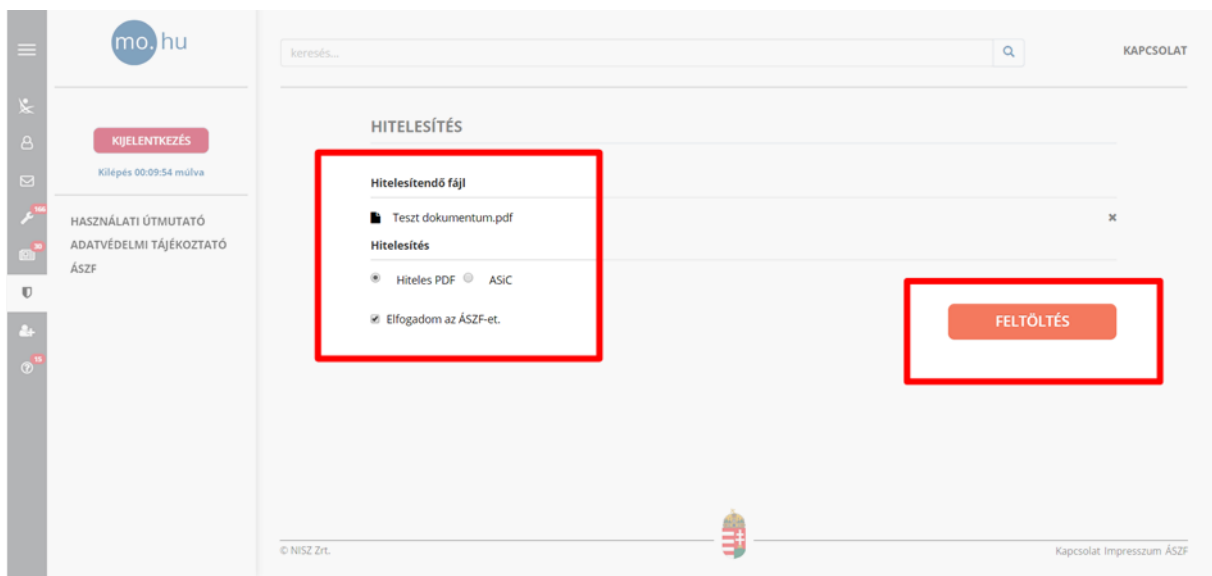 mo.hu
KIJELENTKEZÉS
Kilépés 00:09:54 múlva
HASZNÁLATI ÚTMUTATÓ
ADATVÉDELMI TÁJÉKOZTATÓ
ÁSZF
166
30
15
keresés...
KAPCSOLAT
HITELESÍTÉS
Hitelesítendő fájl
Teszt dokumentum.pdf
Hitelesítés
Hiteles PDF ASiC
Elfogadom az ÁSZF-et.
FELTÖLTÉS
© NISZ Zrt.
Kapcsolat Impresszum ÁSZF